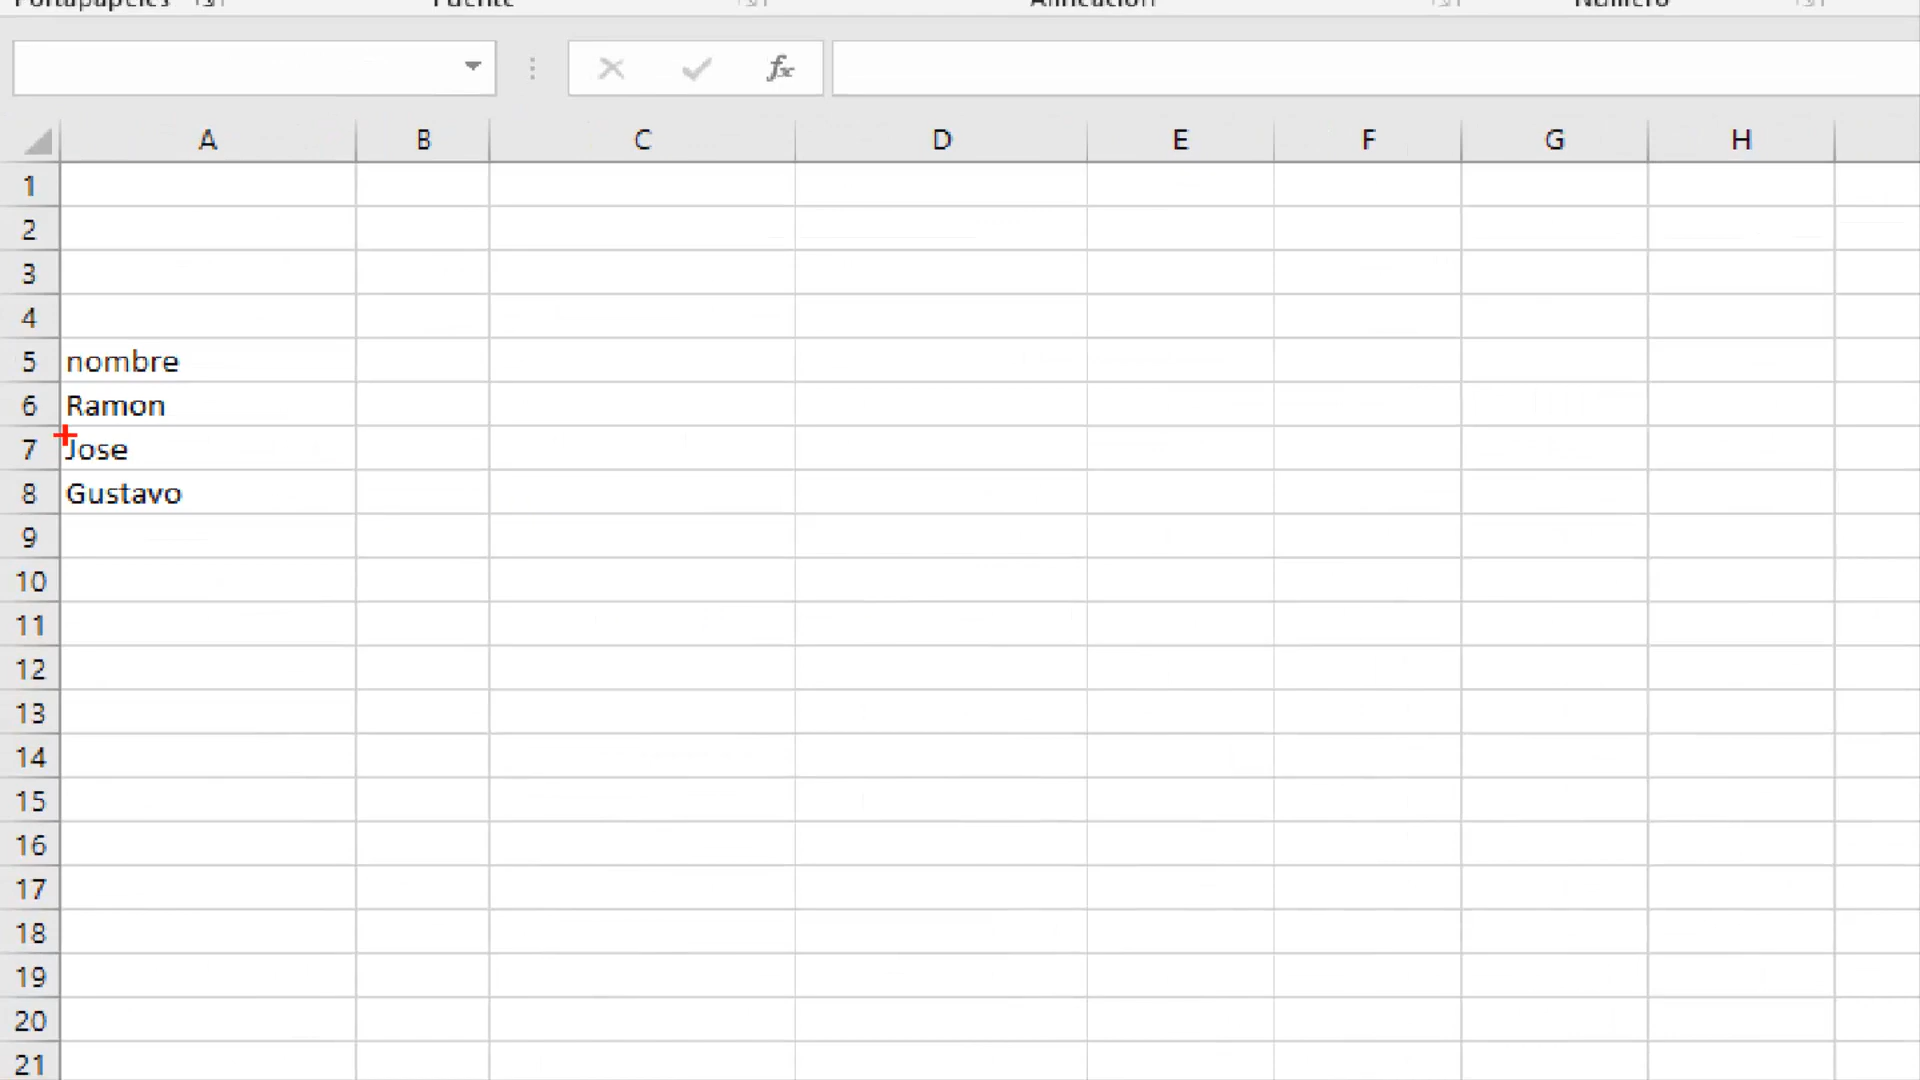 Portapapeles Fuente Alineación Número
fx
A B C D E F G H
1
2
3
4
5 nombre
6 Ramon
7 Jose
8 Gustavo
9
10
11
12
13
14
15
16
17
18
19
20
21